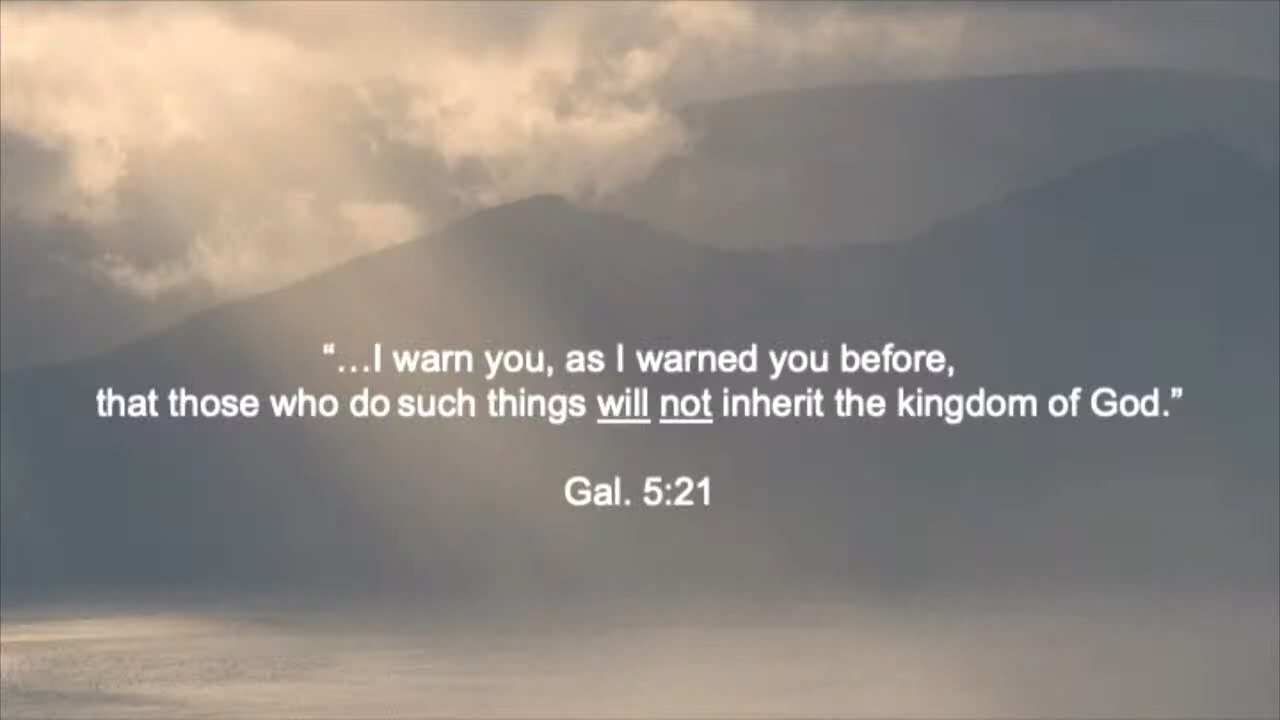 “…I warn you, as I warned you before,
that those who do such things will not inherit the kingdom of God.”
Gal. 5:21